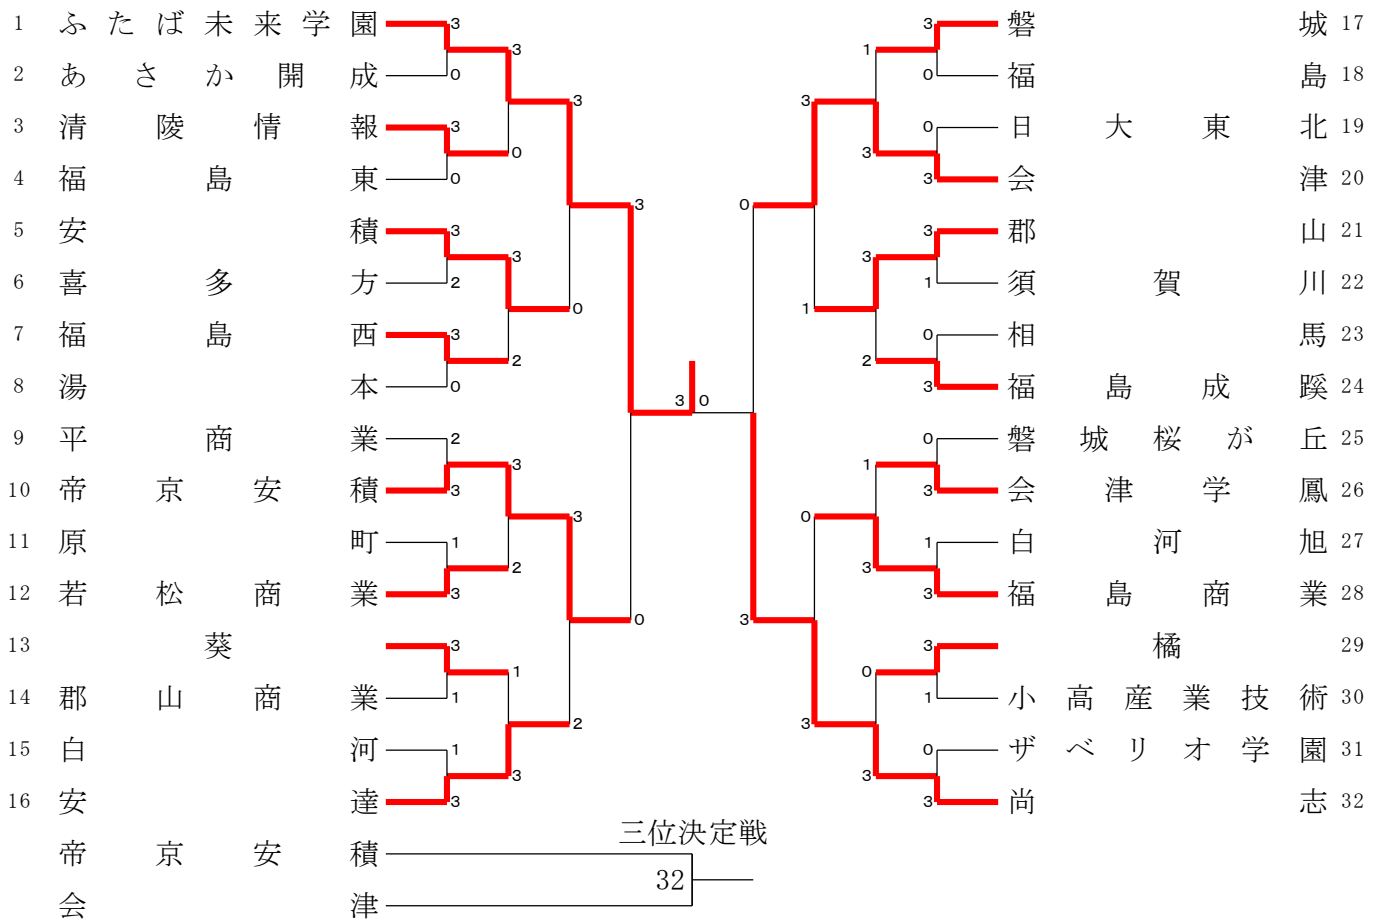 1 ふたば未来学園 3 3 磐城 17
3 1
2 あさか開成 0 0 福島 18
3 3
3 清陵情報 3 0 日大東北 19
0 3
4 福島東 0 3 会津 20
3 0
5 安積 3 3 郡山 21
3 3
6 喜多方 2 1 須賀川 22
0 1
7 福島西 3 0 相馬 23
2 2
8 湯本 0 3 福島成蹊 24
3 0
9 平商業 2 0 磐城桜が丘 25
3 1
10 帝京安積 3 3 会津学鳳 26
3 0
11 原町 1 1 白河旭 27
2 3
12 若松商業 3 3 福島商業 28
0 3
13 葵 3 3 橘 29
1 0
14 郡山商業 1 1 小高産業技術 30
2 3
15 白河 1 0 ザベリオ学園 31
3 3
16 安達 3 3 尚志 32
三位決定戦
帝京安積
32
会津